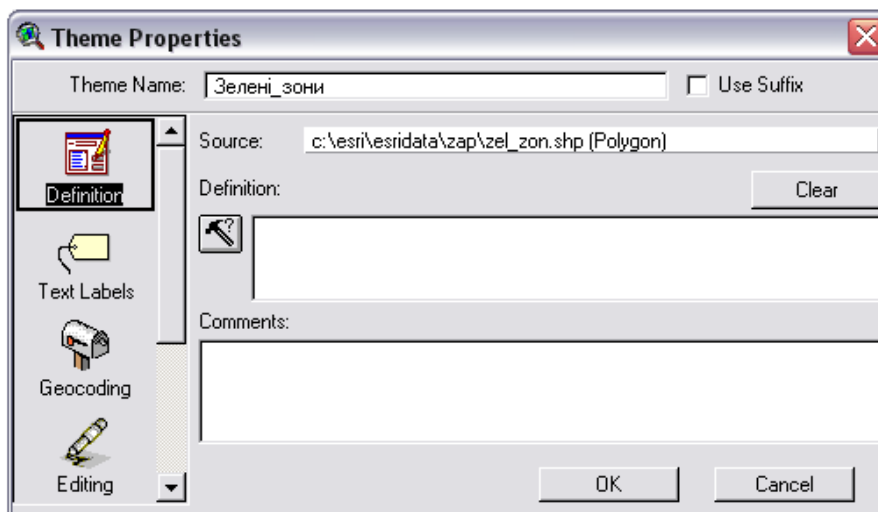 Theme Properties
Theme Name: Зелені_зони Use Suffix
Source: c:\esri\esridata\zap\zel_zon.shp (Polygon)
Definition
Definition: Clear
Text Labels
Comments:
Geocoding
Editing
OK Cancel